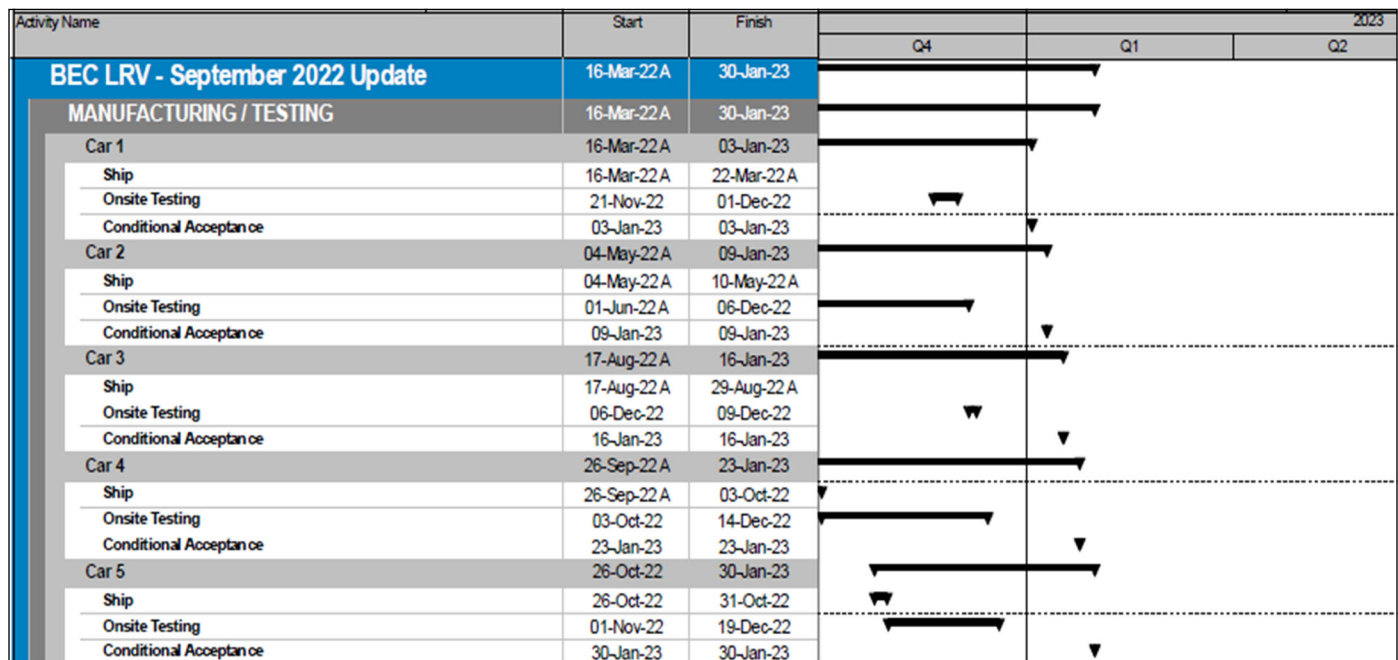 Activity Name Start Finish 2023
Q4 Q1 Q2
BEC LRV - September 2022 Update 16-Mar-22 A 30-Jan-23
MANUFACTURING / TESTING 16-Mar-22 A 30-Jan-23
Car 1 16-Mar-22 A 03-Jan-23
Ship 16-Mar-22 A 22-Mar-22 A
Onsite Testing 21-Nov-22 01-Dec-22
Conditional Acceptance 03-Jan-23 03-Jan-23
Car 2 04-May-22 A 09-Jan-23
Ship 04-May-22 A 10-May-22 A
Onsite Testing 01-Jun-22 A 06-Dec-22
Conditional Acceptance 09-Jan-23 09-Jan-23
Car 3 17-Aug-22 A 16-Jan-23
Ship 17-Aug-22 A 29-Aug-22 A
Onsite Testing 06-Dec-22 09-Dec-22
Conditional Acceptance 16-Jan-23 16-Jan-23
Car 4 26-Sep-22 A 23-Jan-23
Ship 26-Sep-22 A 03-Oct-22
Onsite Testing 03-Oct-22 14-Dec-22
Conditional Acceptance 23-Jan-23 23-Jan-23
Car 5 26-Oct-22 30-Jan-23
Ship 26-Oct-22 31-Oct-22
Onsite Testing 01-Nov-22 19-Dec-22
Conditional Acceptance 30-Jan-23 30-Jan-23